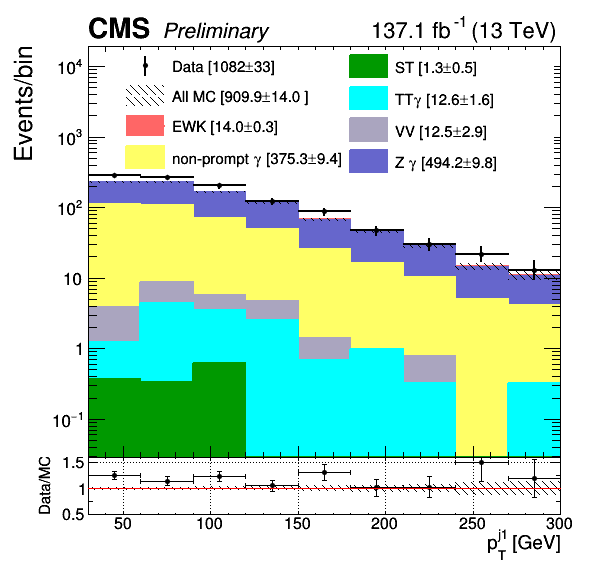 CMS Preliminary 137.1 fb⁻¹ (13 TeV)
Events/bin
Data [1082±33]
All MC [909.9±14.0 ]
EWK [14.0±0.3]
non-prompt γ [375.3±9.4]
ST [1.3±0.5]
TTγ [12.6±1.6]
VV [12.5±2.9]
Z γ [494.2±9.8]
10⁴
10³
10²
10
1
10⁻¹
Data/MC
1.5
1
0.5
50 100 150 200 250 300
p_T^j1 [GeV]